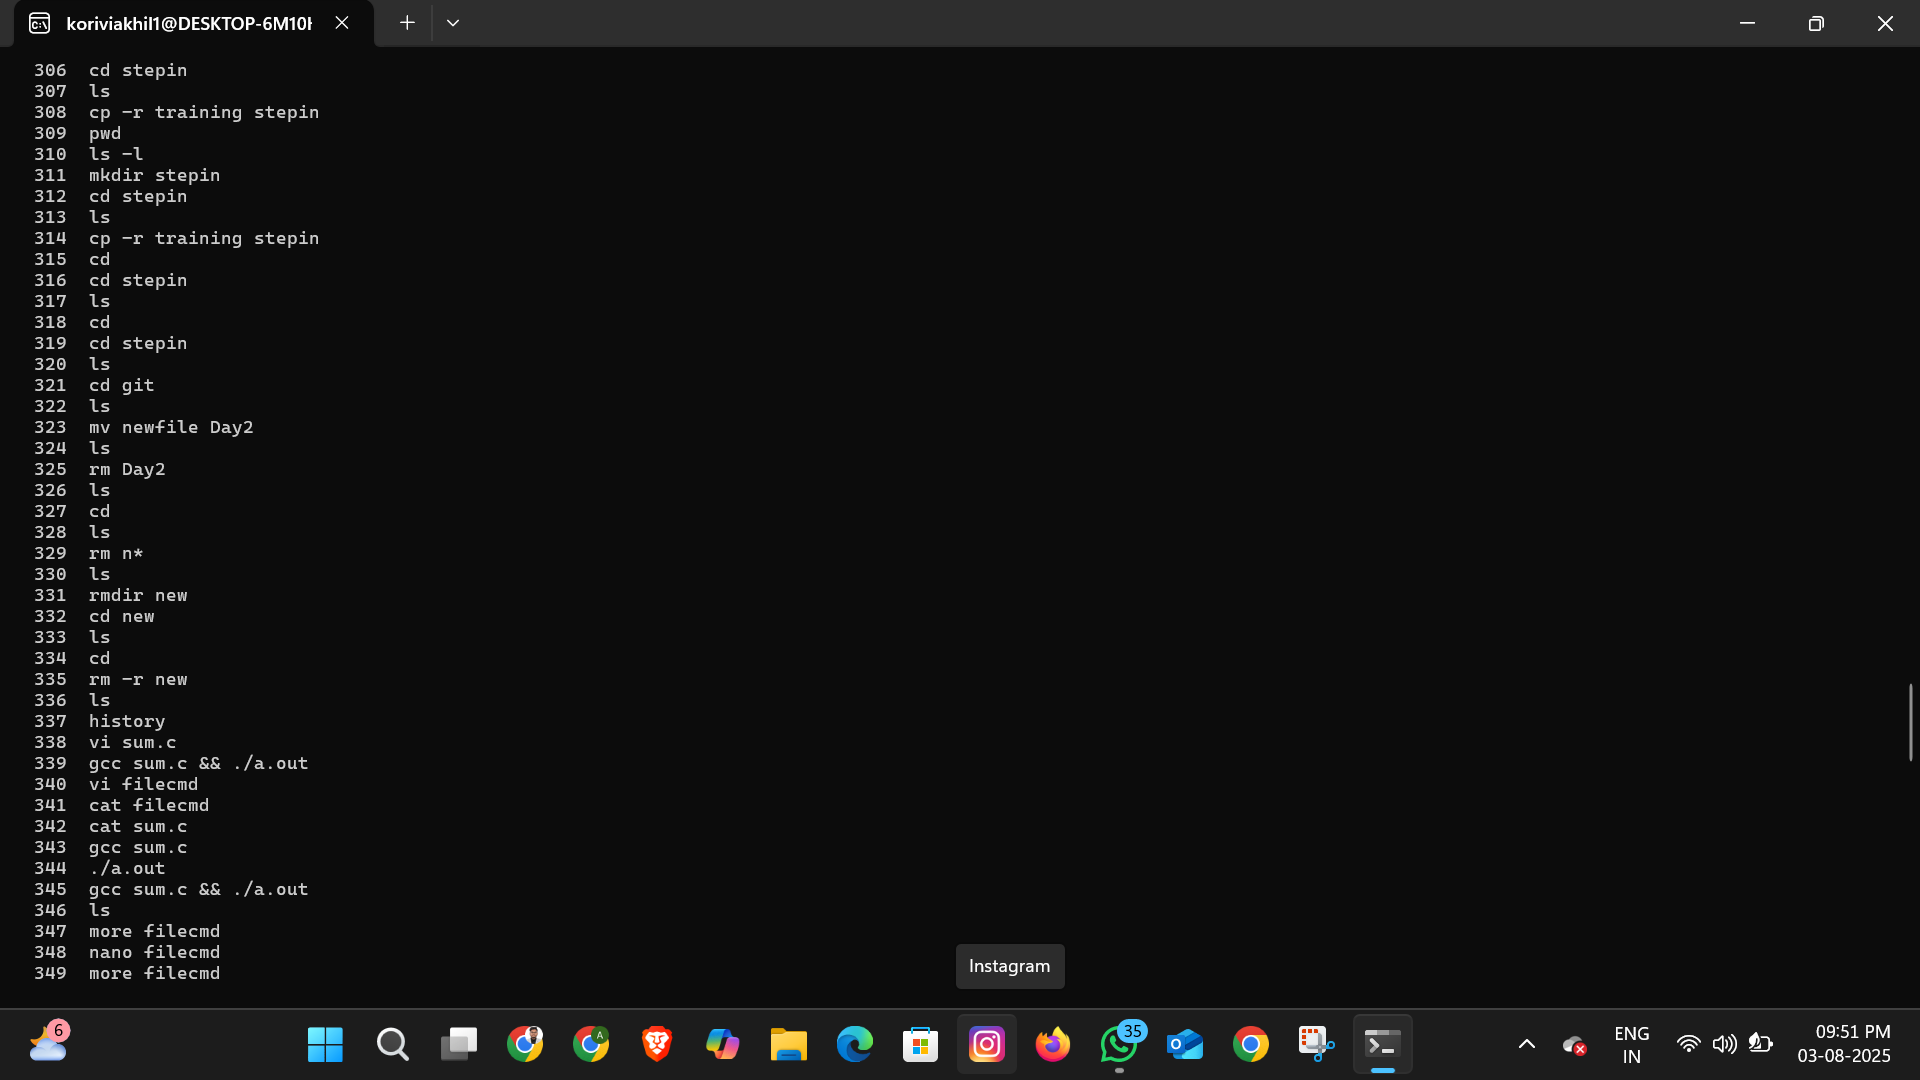 koriviakhil1@DESKTOP-6M10
306 cd stepin
307 ls
308 cp -r training stepin
309 pwd
310 ls -l
311 mkdir stepin
312 cd stepin
313 ls
314 cp -r training stepin
315 cd
316 cd stepin
317 ls
318 cd
319 cd stepin
320 ls
321 cd git
322 ls
323 mv newfile Day2
324 ls
325 rm Day2
326 ls
327 cd
328 ls
329 rm n*
330 ls
331 rmdir new
332 cd new
333 ls
334 cd
335 rm -r new
336 ls
337 history
338 vi sum.c
339 gcc sum.c && ./a.out
340 vi filecmd
341 cat filecmd
342 cat sum.c
343 gcc sum.c
344 ./a.out
345 gcc sum.c && ./a.out
346 ls
347 more filecmd
348 nano filecmd
349 more filecmd
Instagram
6
A
35
ENG
IN
09:51 PM
03-08-2025